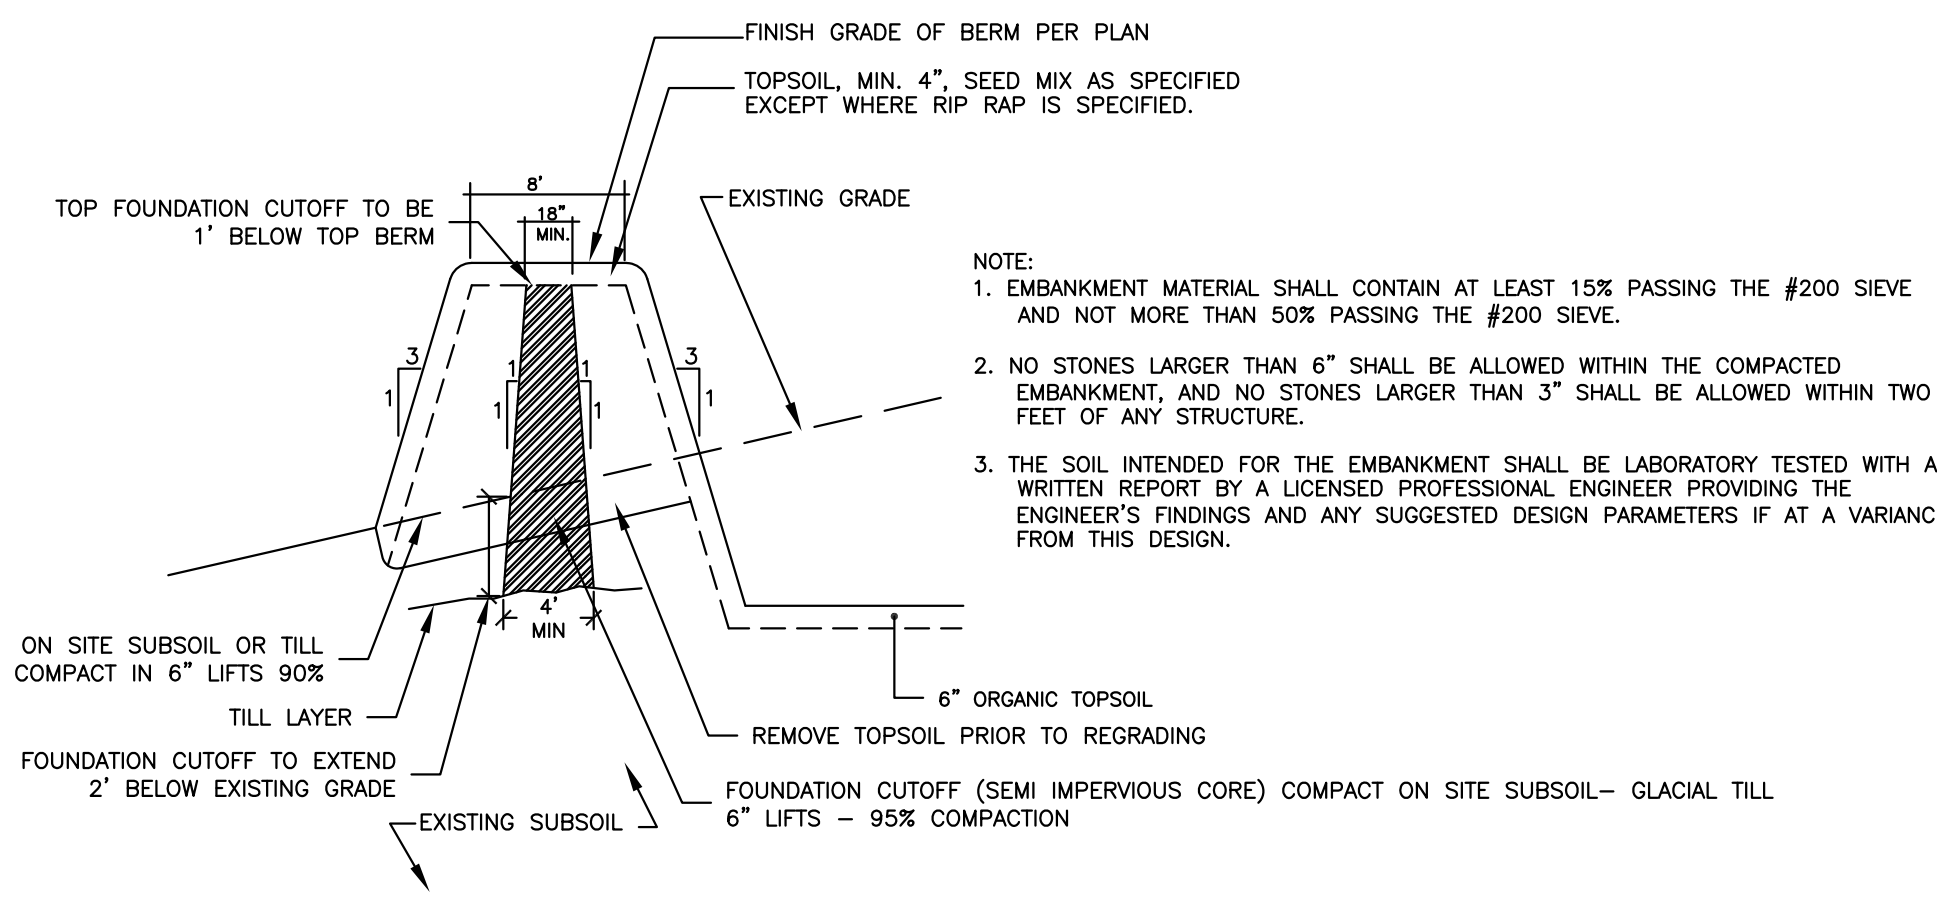 FINISH GRADE OF BERM PER PLAN
TOPSOIL, MIN. 4", SEED MIX AS SPECIFIED
EXCEPT WHERE RIP RAP IS SPECIFIED.
8'
18"
MIN.
TOP FOUNDATION CUTOFF TO BE
1' BELOW TOP BERM
EXISTING GRADE
3
1
1
1
1
1
3
1
NOTE:
1. EMBANKMENT MATERIAL SHALL CONTAIN AT LEAST 15% PASSING THE #200 SIEVE
AND NOT MORE THAN 50% PASSING THE #200 SIEVE.
2. NO STONES LARGER THAN 6" SHALL BE ALLOWED WITHIN THE COMPACTED
EMBANKMENT, AND NO STONES LARGER THAN 3" SHALL BE ALLOWED WITHIN TWO
FEET OF ANY STRUCTURE.
3. THE SOIL INTENDED FOR THE EMBANKMENT SHALL BE LABORATORY TESTED WITH A
WRITTEN REPORT BY A LICENSED PROFESSIONAL ENGINEER PROVIDING THE
ENGINEER'S FINDINGS AND ANY SUGGESTED DESIGN PARAMETERS IF AT A VARIANC
FROM THIS DESIGN.
4'
MIN
ON SITE SUBSOIL OR TILL
COMPACT IN 6" LIFTS 90%
TILL LAYER
FOUNDATION CUTOFF TO EXTEND
2' BELOW EXISTING GRADE
EXISTING SUBSOIL
6" ORGANIC TOPSOIL
REMOVE TOPSOIL PRIOR TO REGRADING
FOUNDATION CUTOFF (SEMI IMPERVIOUS CORE) COMPACT ON SITE SUBSOIL– GLACIAL TILL
6" LIFTS – 95% COMPACTION